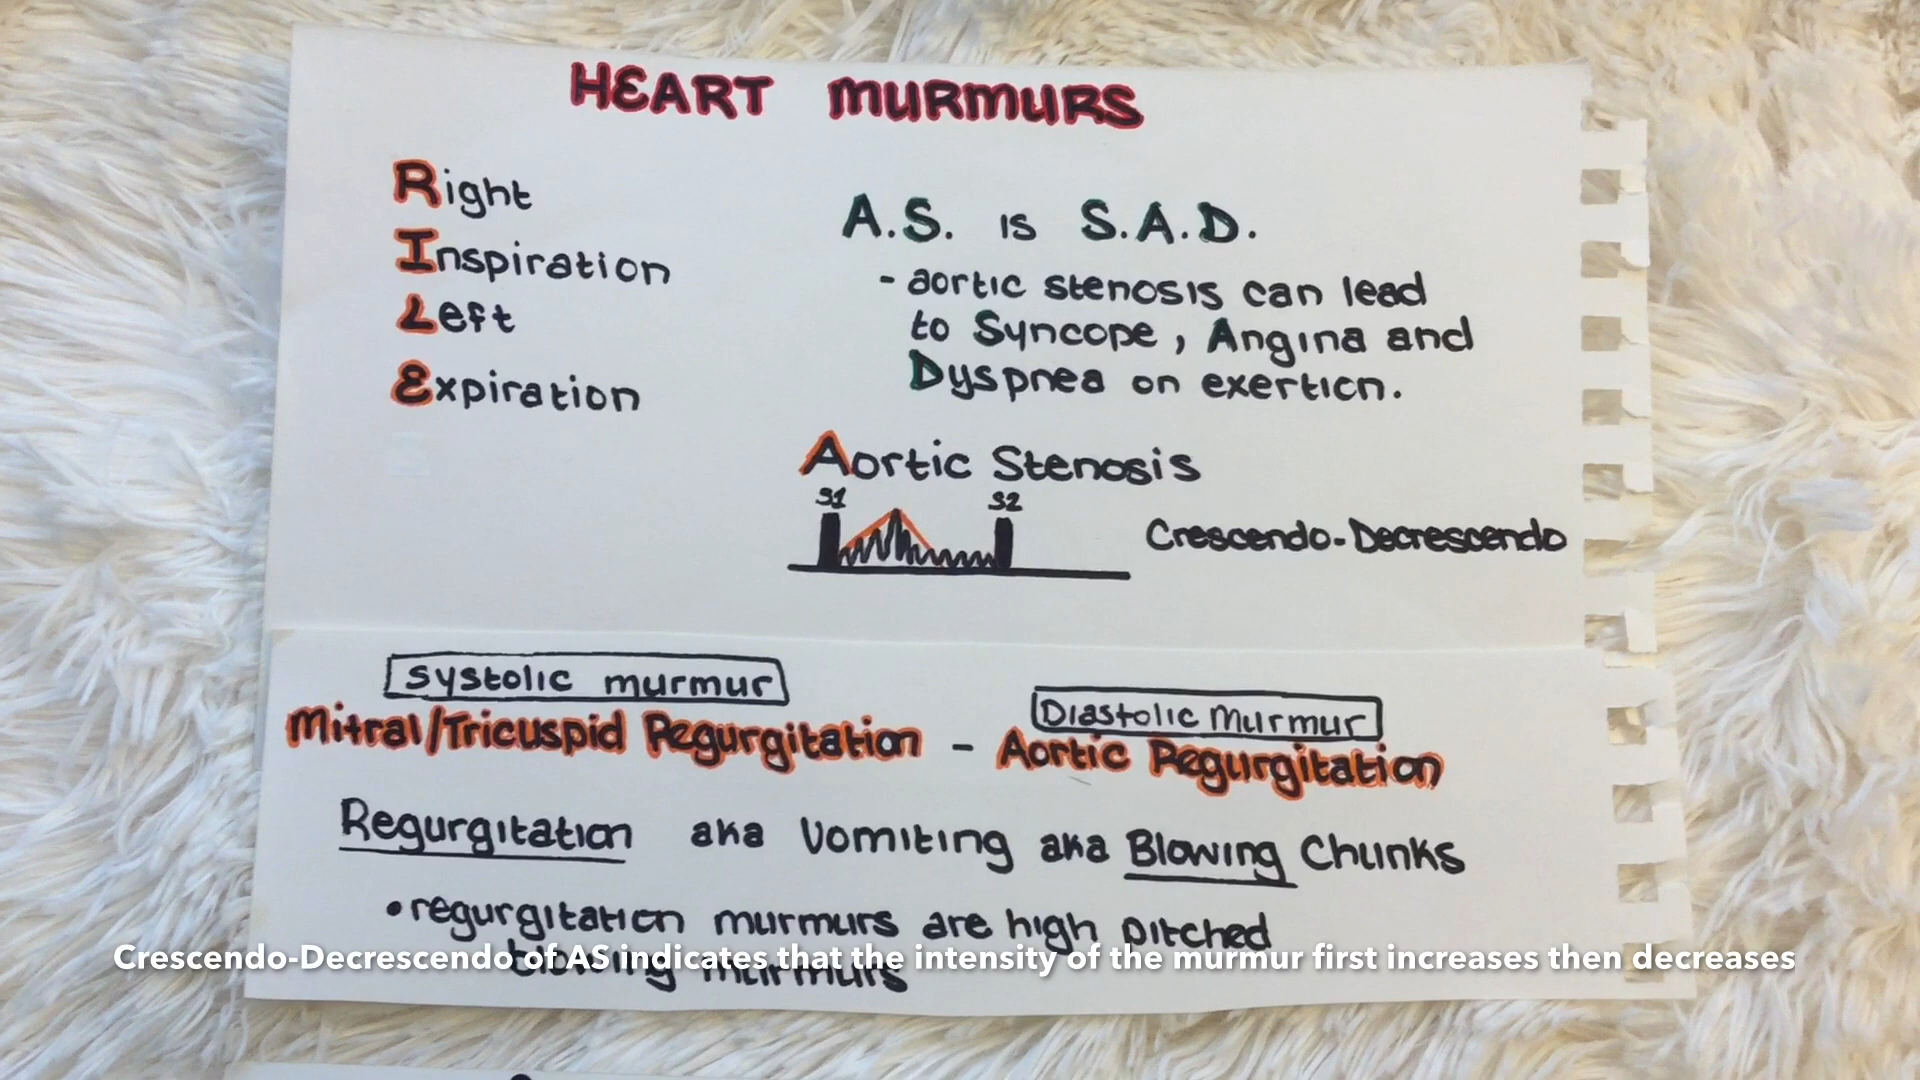 HEART MURMURS
Right
Inspiration
Left
Expiration
A.S. IS S.A.D.
- aortic stenosis can lead
to Syncope, Angina and
Dyspnea on exertion.
Aortic Stenosis
S1 S2
Crescendo-Decrescendo
Systolic murmur
Mitral/Tricuspid Regurgitation - Aortic Regurgitation
Diastolic Murmur
Regurgitation aka Vomiting aka Blowing Chunks
• regurgitation murmurs are high pitched
blowing murmurs
Crescendo-Decrescendo of AS indicates that the intensity of the murmur first increases then decreases